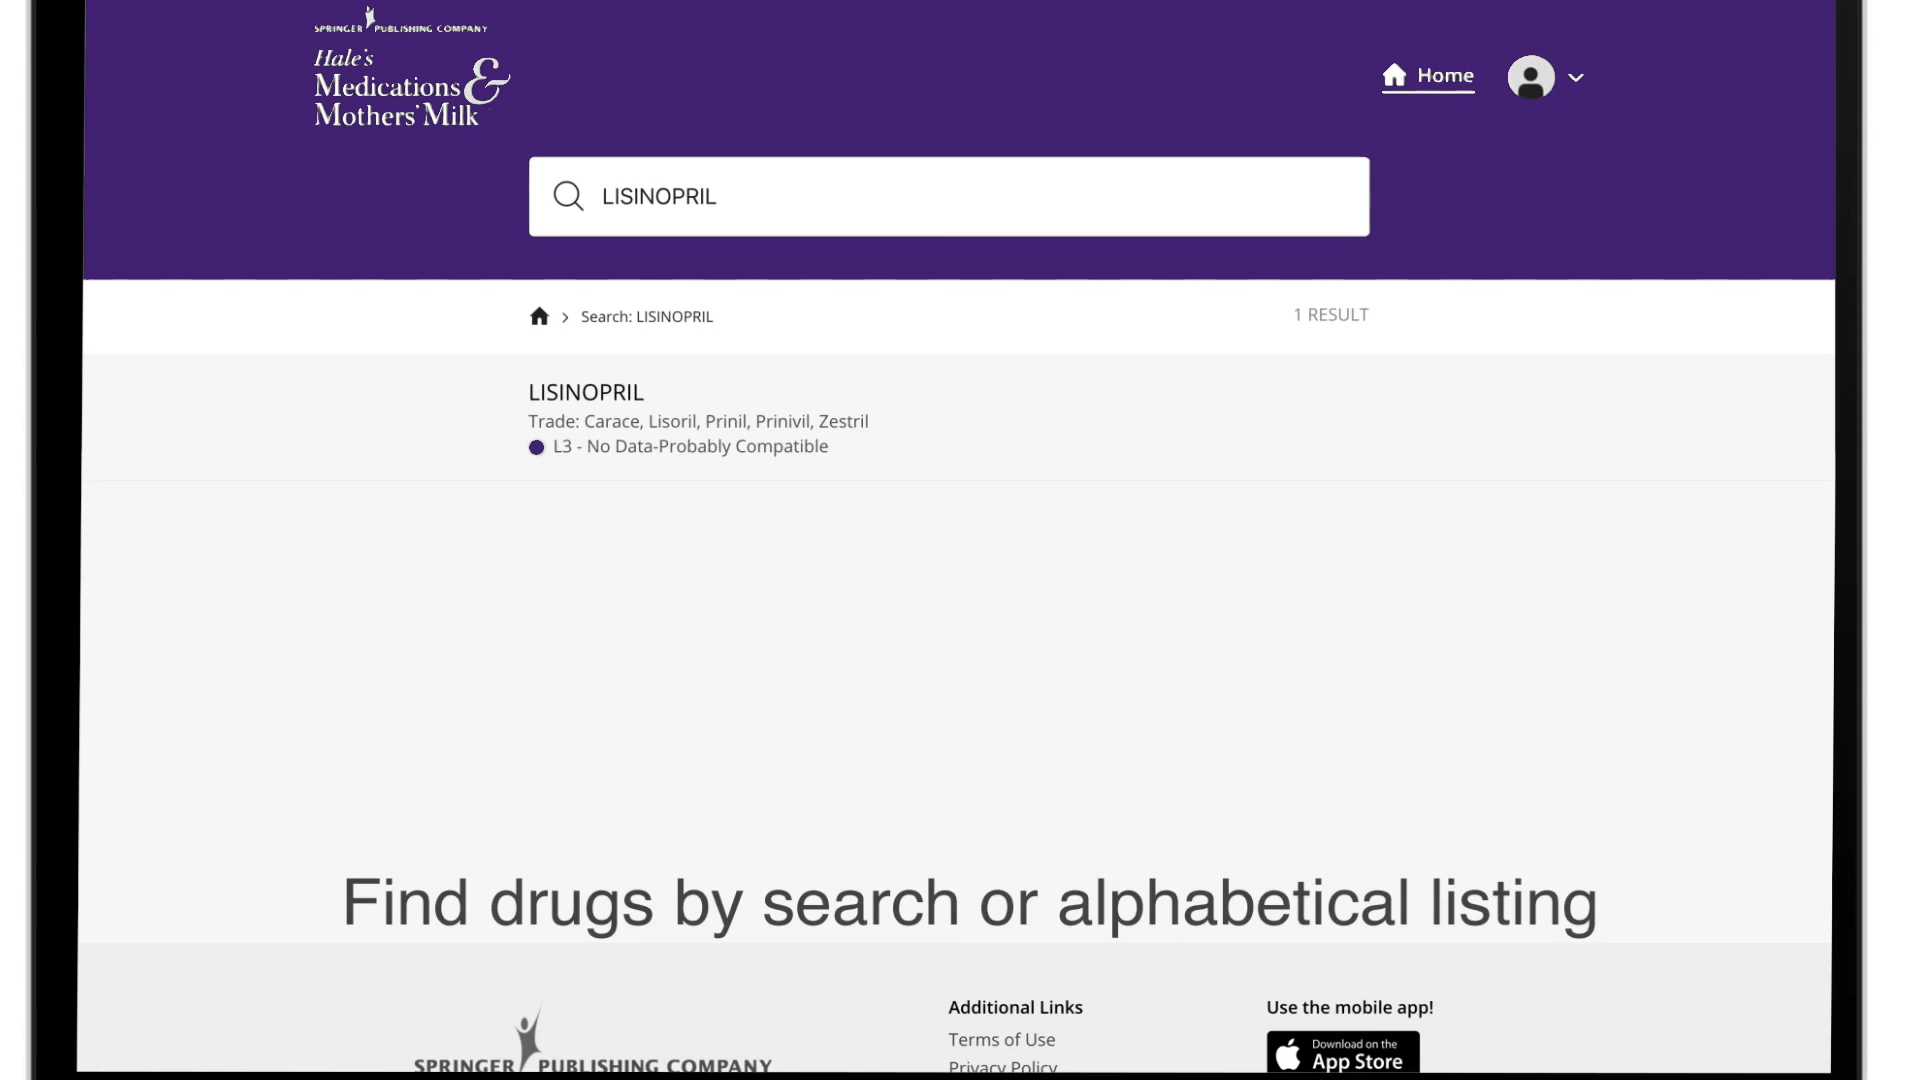 SPRINGER PUBLISHING COMPANY
Hale's
Medications &
Mothers' Milk
Home
LISINOPRIL
Search: LISINOPRIL
1 RESULT
LISINOPRIL
Trade: Carace, Lisoril, Prinil, Prinivil, Zestril
L3 - No Data-Probably Compatible
Find drugs by search or alphabetical listing
Additional Links
Use the mobile app!
Terms of Use
Download on the
App Store
SPRINGER PUBLISHING COMPANY
Privacy Policy